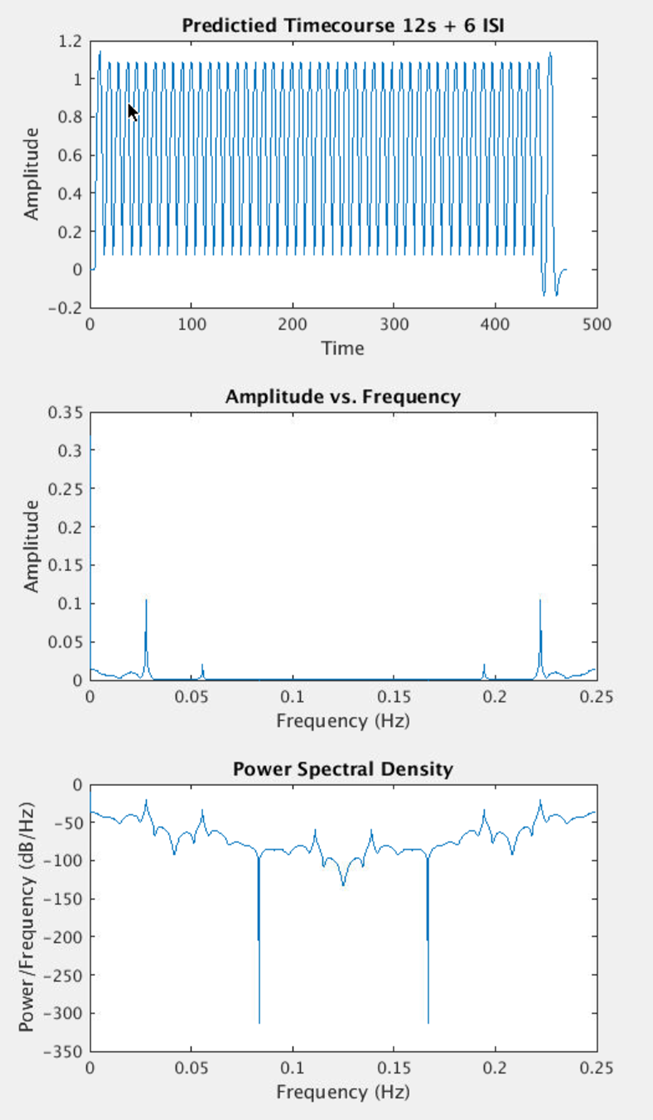 Predictied Timecourse 12s + 6 ISI
1.2
1
0.8
0.6
0.4
0.2
0
−0.2
Amplitude
0 100 200 300 400 500
Time
Amplitude vs. Frequency
0.35
0.3
0.25
0.2
0.15
0.1
0.05
0
Amplitude
0 0.05 0.1 0.15 0.2 0.25
Frequency (Hz)
Power Spectral Density
0
−50
−100
−150
−200
−250
−300
−350
Power/Frequency (dB/Hz)
0 0.05 0.1 0.15 0.2 0.25
Frequency (Hz)